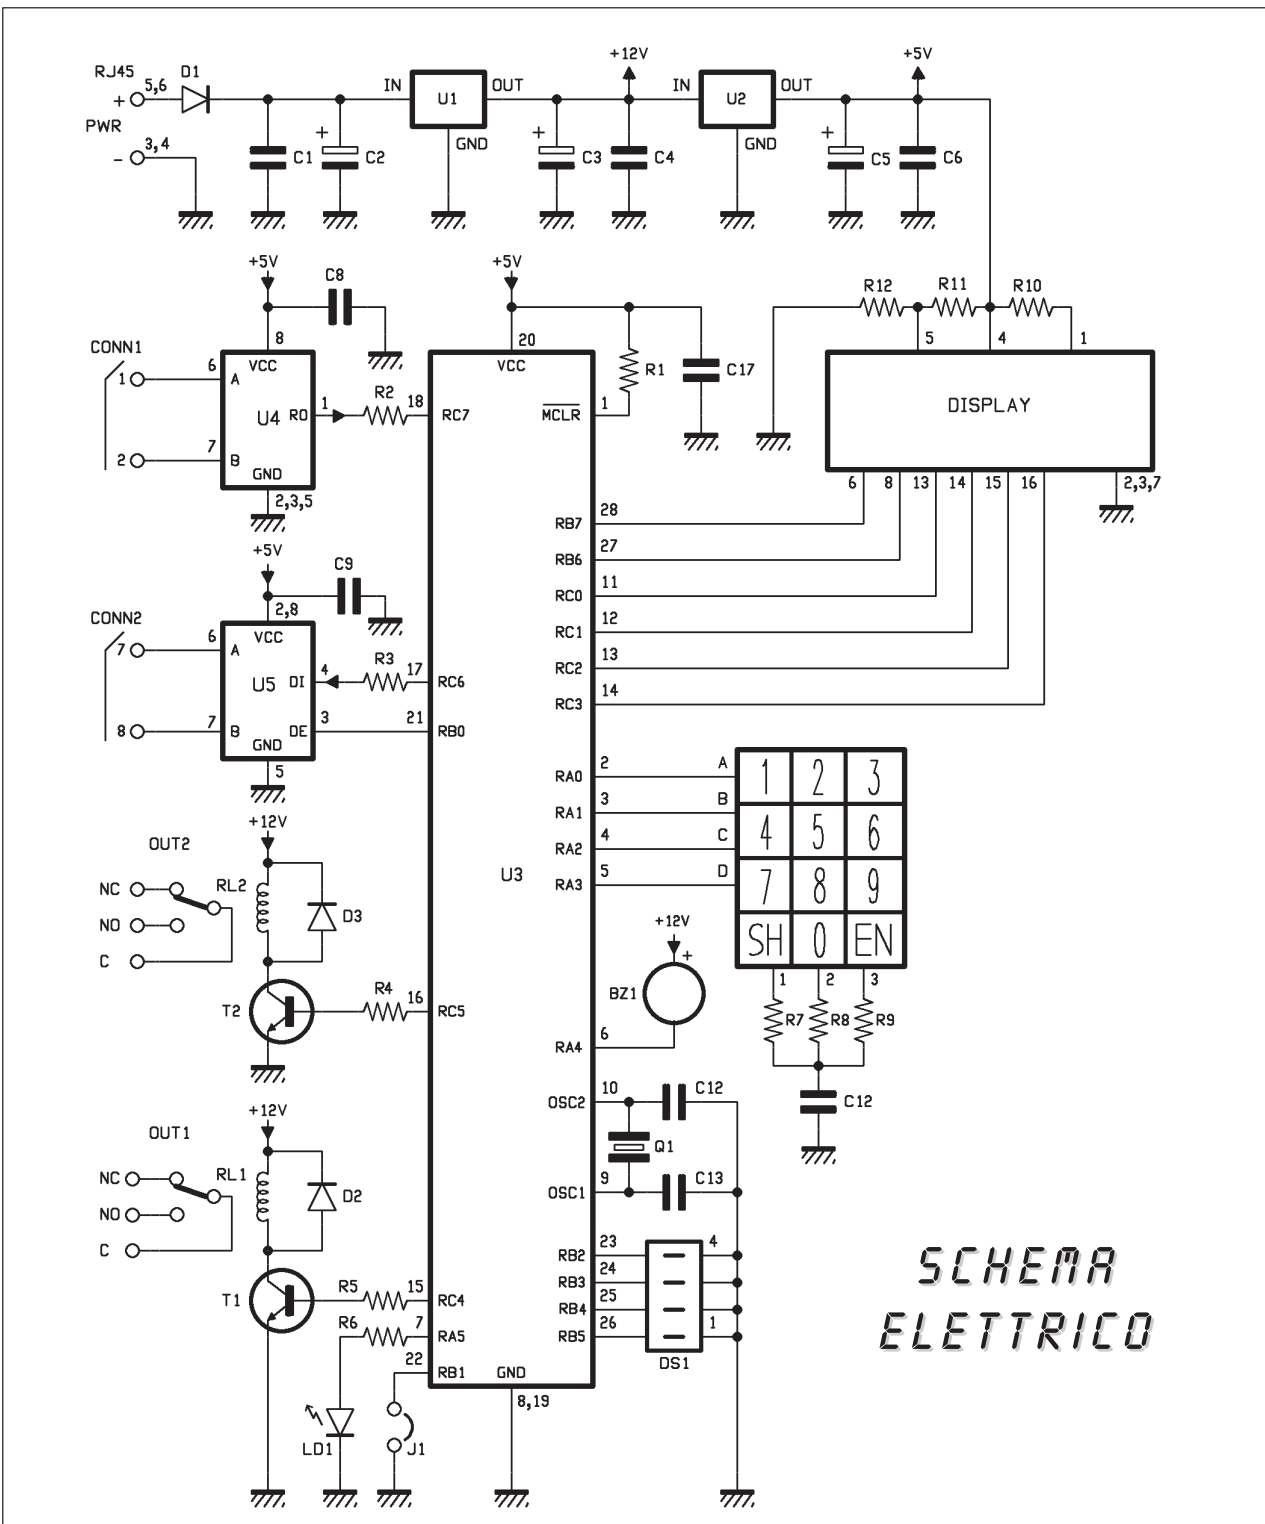 RJ45
D1
5,6
+
PWR
3,4
-
C1
+
C2
IN
U1
OUT
GND
+12V
+
C3
C4
IN
U2
OUT
GND
+5V
+
C5
C6
+5V
C8
8
CONN1
1
2
6
7
VCC
A
U4
RO
B
GND
1
2,3,5
R2
18
+5V
20
VCC
RC7
MCLR
1
R1
C17
R12
R11
R10
5
4
1
DISPLAY
6
8
13
14
15
16
2,3,7
+5V
C9
2,8
CONN2
7
8
6
7
VCC
A
U5
DI
B
DE
GND
4
3
5
R3
17
21
RC6
RB0
RB7
28
RB6
27
RC0
11
RC1
12
RC2
13
RC3
14
RA0
2
A
RA1
3
B
RA2
4
C
RA3
5
D
1 2 3
4 5 6
7 8 9
SH 0 EN
1
2
3
R7
R8
R9
C12
U3
+12V
OUT2
NC
NO
C
RL2
D3
T2
R4
16
RC5
+12V
+
BZ1
RA4
6
OSC2
10
C12
Q1
OSC1
9
C13
+12V
OUT1
NC
NO
C
RL1
D2
T1
R5
15
RC4
R6
7
RA5
22
RB1
GND
8,19
LD1
J1
RB2
23
4
RB3
24
RB4
25
RB5
26
1
DS1
SCHEMA
ELETTRICO